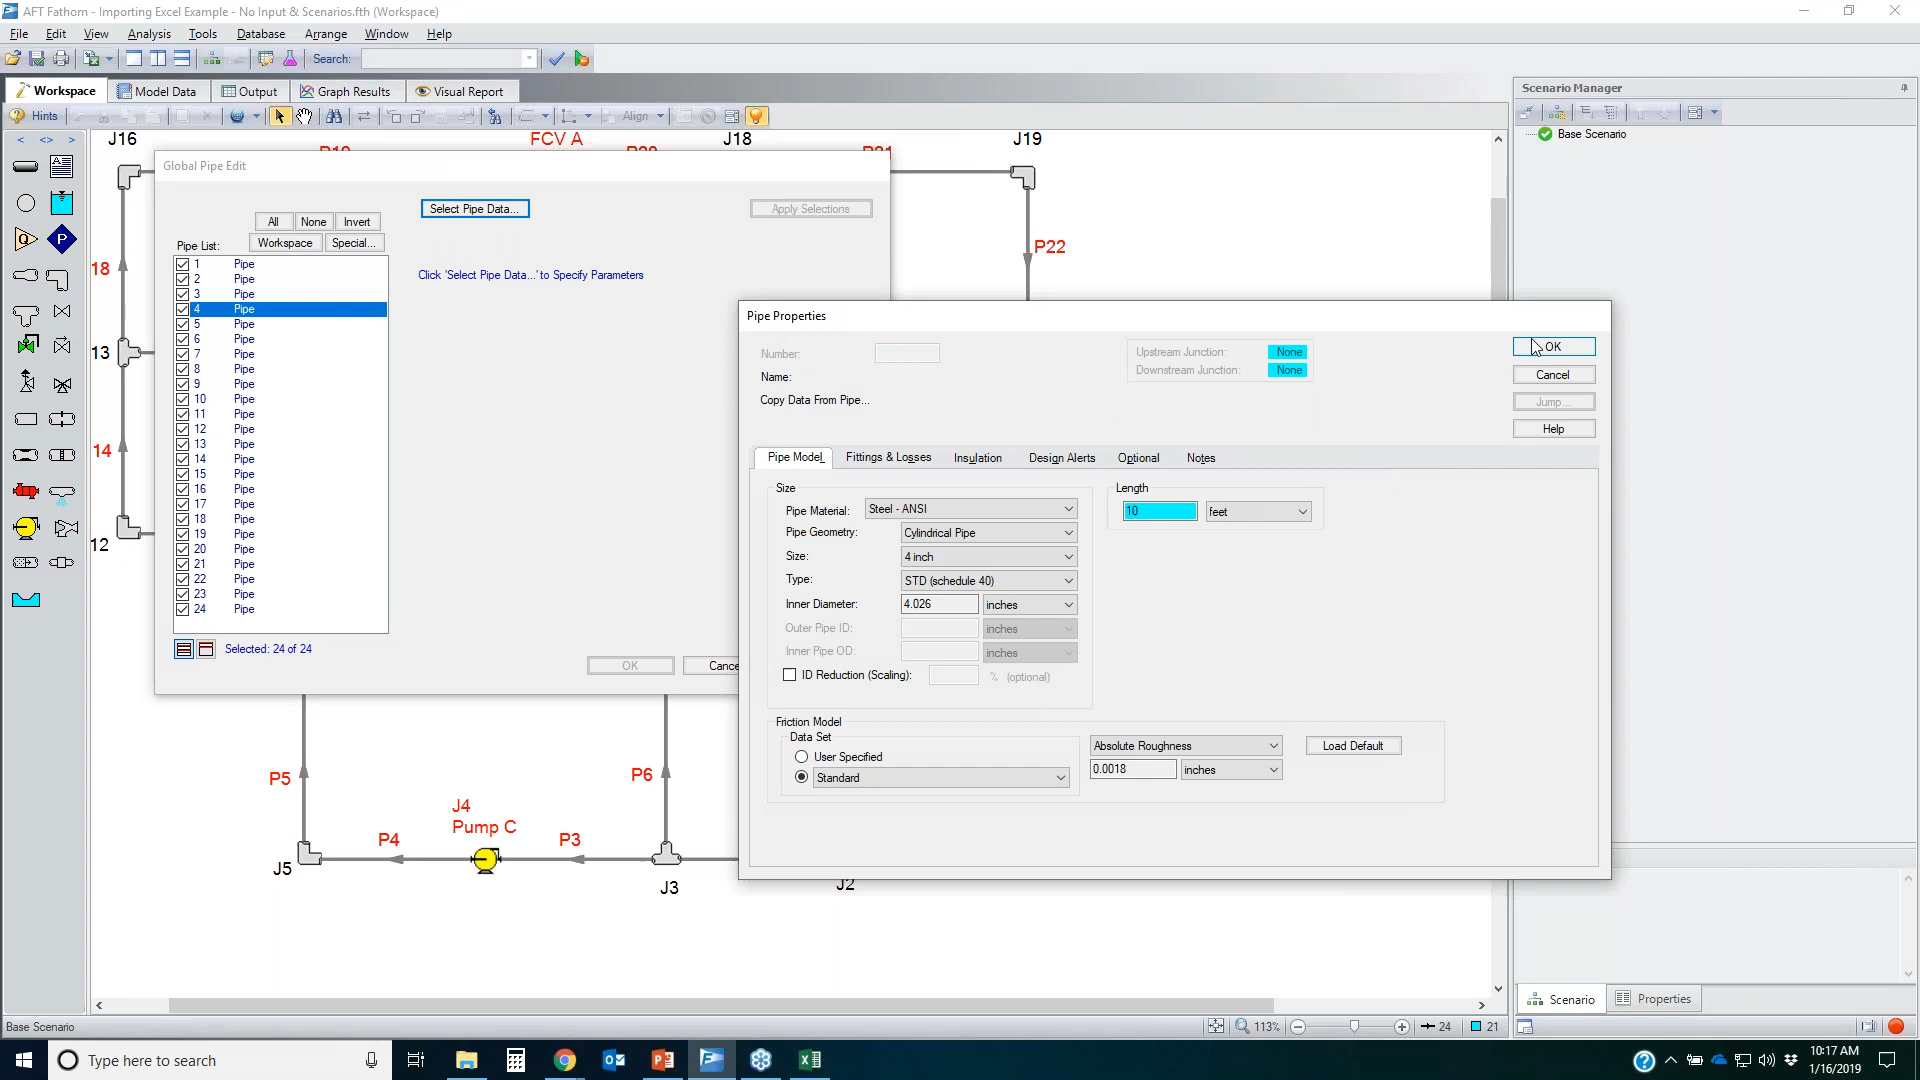 AFT Fathom - Importing Excel Example - No Input & Scenarios.fth (Workspace)
File Edit View Analysis Tools Database Arrange Window Help
Search:
Workspace Model Data Output Graph Results Visual Report
Hints Align
Scenario Manager
Base Scenario
J16 FCV A J18 J19
Global Pipe Edit
Select Pipe Data... Apply Selections
All None Invert
Pipe List: Workspace Special...
Click 'Select Pipe Data...' to Specify Parameters
1 Pipe
2 Pipe
3 Pipe
4 Pipe
5 Pipe
6 Pipe
7 Pipe
8 Pipe
9 Pipe
10 Pipe
11 Pipe
12 Pipe
13 Pipe
14 Pipe
15 Pipe
16 Pipe
17 Pipe
18 Pipe
19 Pipe
20 Pipe
21 Pipe
22 Pipe
23 Pipe
24 Pipe
Selected: 24 of 24
OK
18
P22
13
14
12
Pipe Properties
Number:
Name:
Copy Data From Pipe...
Upstream Junction: None
Downstream Junction: None
OK
Cancel
Jump...
Help
Pipe Model Fittings & Losses Insulation Design Alerts Optional Notes
Size
Pipe Material: Steel - ANSI
Pipe Geometry: Cylindrical Pipe
Size: 4 inch
Type: STD (schedule 40)
Inner Diameter: 4.026 inches
Outer Pipe ID: inches
Inner Pipe OD: inches
ID Reduction (Scaling): % (optional)
Length
10 feet
Friction Model
Data Set
User Specified
Standard
Absolute Roughness
0.0018 inches
Load Default
P5
P6
J4
Pump C
P4
P3
J5
J3
J2
Scenario Properties
Base Scenario
113%
24
21
Type here to search
10:17 AM
1/16/2019